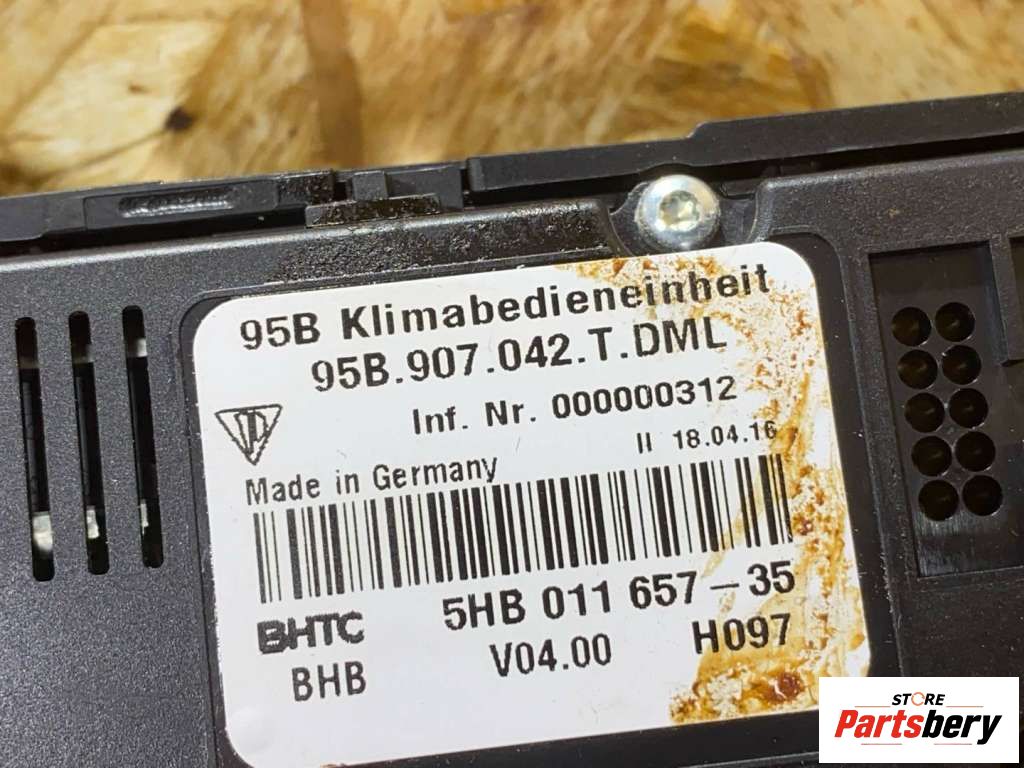 95B Klimabedieneinheit
95B.907.042.T.DML
Inf. Nr. 000000312
II 18.04.16
Made in Germany
5HB 011 657-35
BHTC
V04.00 H097
BHB
STORE
Partsbery